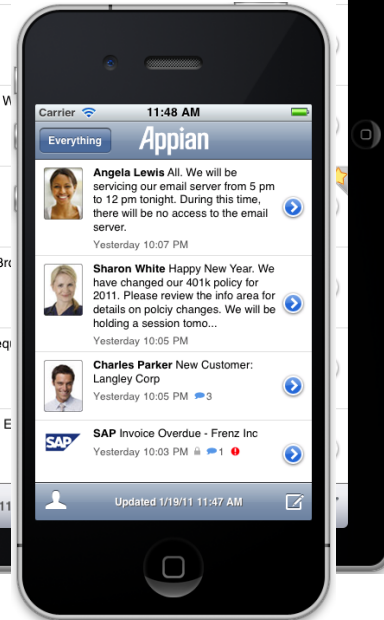 Carrier 11:48 AM
Everything Appian
Angela Lewis All. We will be
servicing our email server from 5 pm
to 12 pm tonight. During this time,
there will be no access to the email
server.
Yesterday 10:07 PM
Sharon White Happy New Year. We
have changed our 401k policy for
2011. Please review the info area for
details on polciy changes. We will be
holding a session tomo...
Yesterday 10:05 PM
Charles Parker New Customer:
Langley Corp
Yesterday 10:05 PM 3
SAP SAP Invoice Overdue - Frenz Inc
Yesterday 10:03 PM 1
Updated 1/19/11 11:47 AM